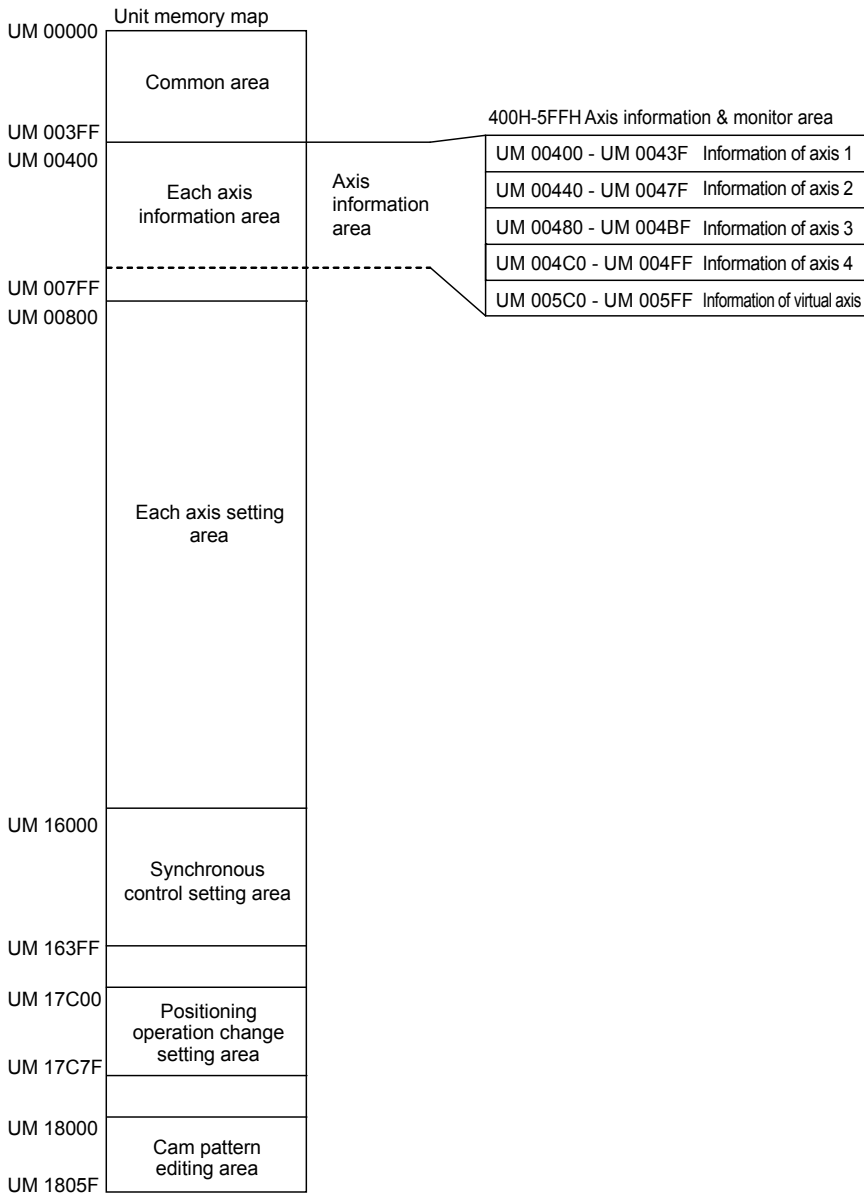 Unit memory map
UM 00000
Common area
UM 003FF
UM 00400
Each axis
information area
Axis
information
area
UM 007FF
UM 00800
400H-5FFH Axis information & monitor area
UM 00400 - UM 0043F Information of axis 1
UM 00440 - UM 0047F Information of axis 2
UM 00480 - UM 004BF Information of axis 3
UM 004C0 - UM 004FF Information of axis 4
UM 005C0 - UM 005FF Information of virtual axis
Each axis setting
area
UM 16000
Synchronous
control setting area
UM 163FF
UM 17C00
Positioning
operation change
setting area
UM 17C7F
UM 18000
Cam pattern
editing area
UM 1805F